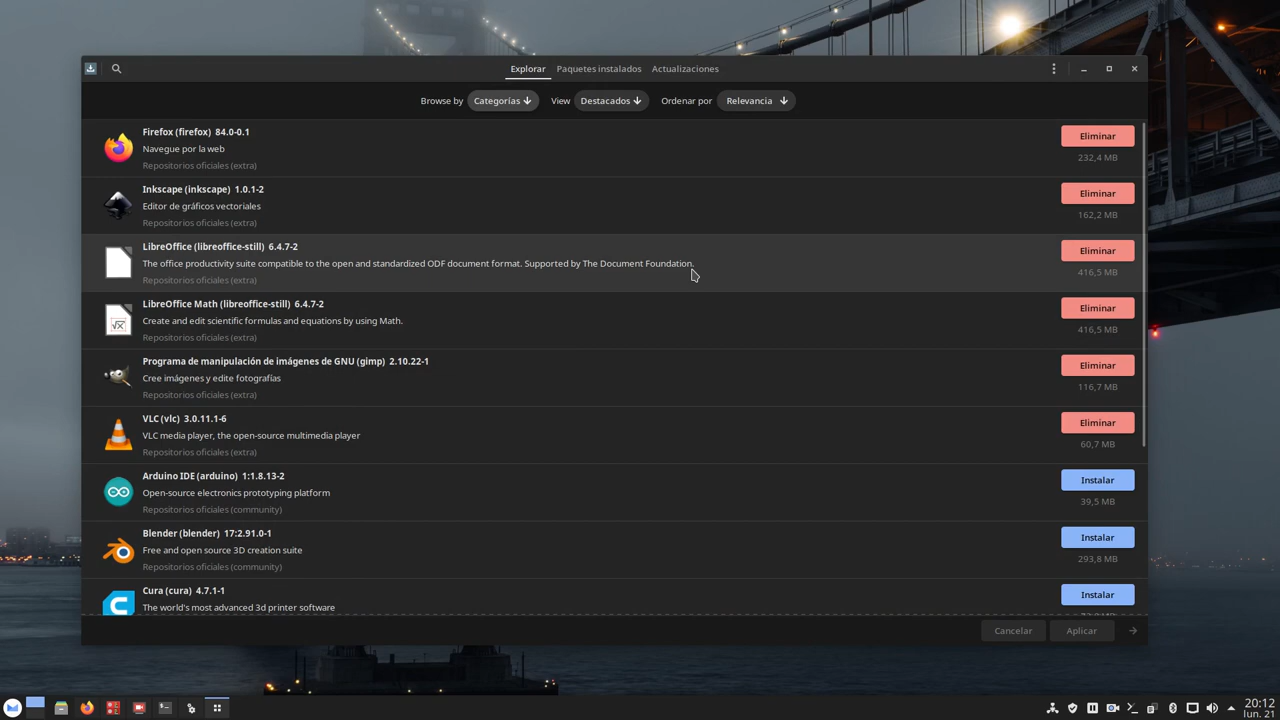 Explorar Paquetes instalados Actualizaciones
Browse by Categorías View Destacados Ordenar por Relevancia
Firefox (firefox) 84.0-0.1
Navegue por la web
Repositorios oficiales (extra)
Eliminar
232,4 MB
Inkscape (inkscape) 1.0.1-2
Editor de gráficos vectoriales
Repositorios oficiales (extra)
Eliminar
162,2 MB
LibreOffice (libreoffice-still) 6.4.7-2
The office productivity suite compatible to the open and standardized ODF document format. Supported by The Document Foundation.
Repositorios oficiales (extra)
Eliminar
416,5 MB
LibreOffice Math (libreoffice-still) 6.4.7-2
Create and edit scientific formulas and equations by using Math.
Repositorios oficiales (extra)
Eliminar
416,5 MB
Programa de manipulación de imágenes de GNU (gimp) 2.10.22-1
Cree imágenes y edite fotografías
Repositorios oficiales (extra)
Eliminar
116,7 MB
VLC (vlc) 3.0.11.1-6
VLC media player, the open-source multimedia player
Repositorios oficiales (extra)
Eliminar
60,7 MB
Arduino IDE (arduino) 1:1.8.13-2
Open-source electronics prototyping platform
Repositorios oficiales (community)
Instalar
39,5 MB
Blender (blender) 17:2.91.0-1
Free and open source 3D creation suite
Repositorios oficiales (community)
Instalar
293,8 MB
Cura (cura) 4.7.1-1
The world's most advanced 3d printer software
Instalar
Cancelar Aplicar
20:12
lun. 21